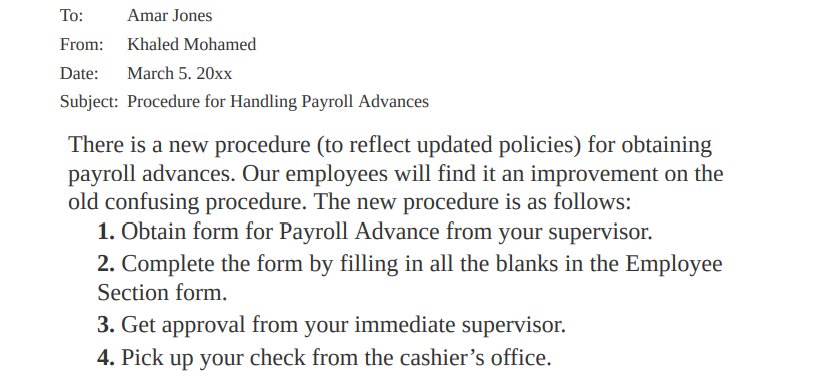 To: Amar Jones
From: Khaled Mohamed
Date: March 5. 20xx
Subject: Procedure for Handling Payroll Advances
There is a new procedure (to reflect updated policies) for obtaining
payroll advances. Our employees will find it an improvement on the
old confusing procedure. The new procedure is as follows:
1. Obtain form for Payroll Advance from your supervisor.
2. Complete the form by filling in all the blanks in the Employee
Section form.
3. Get approval from your immediate supervisor.
4. Pick up your check from the cashier’s office.